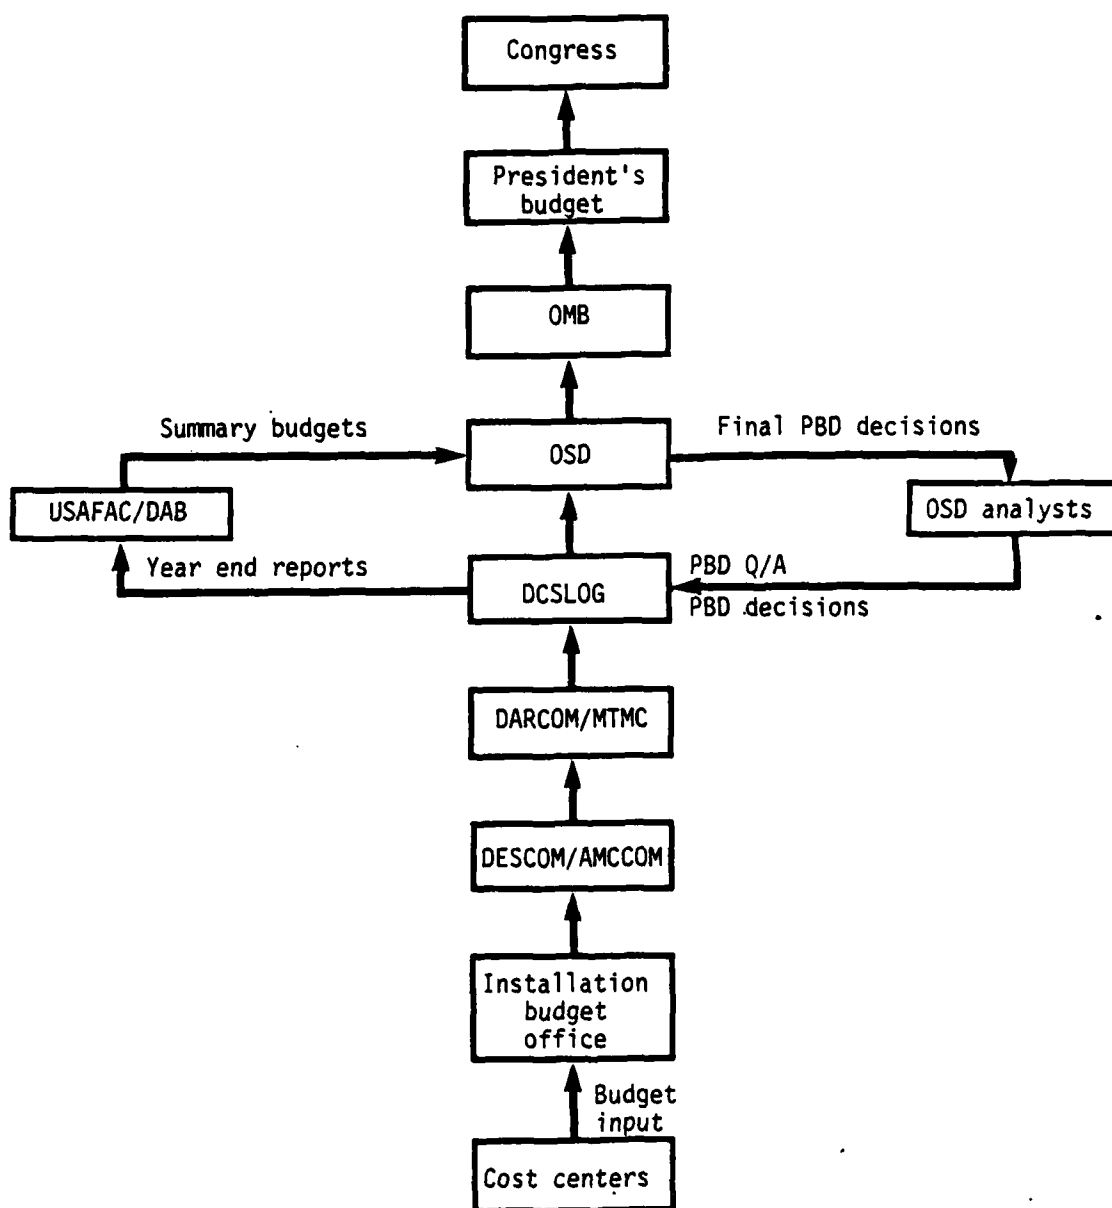 Congress
President's
budget
OMB
Summary budgets
Final PBD decisions
OSD
USAFAC/DAB
OSD analysts
Year end reports
PBD Q/A
DCSLOG
PBD decisions
DARCOM/MTMC
DESCOM/AMCCOM
Installation
budget
office
Budget
input
Cost centers